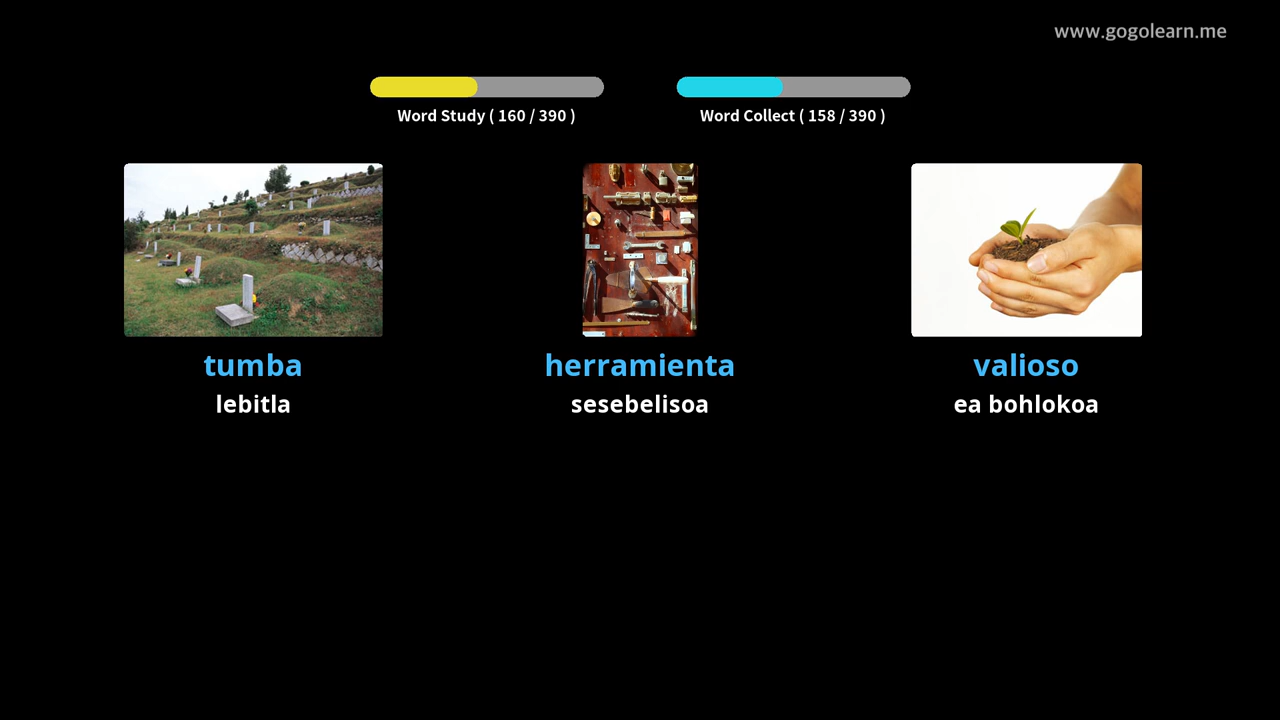 www.gogolearn.me
Word Study ( 160 / 390 )
Word Collect ( 158 / 390 )
tumba
herramienta
valioso
lebitla
sesebelisoa
ea bohlokoa